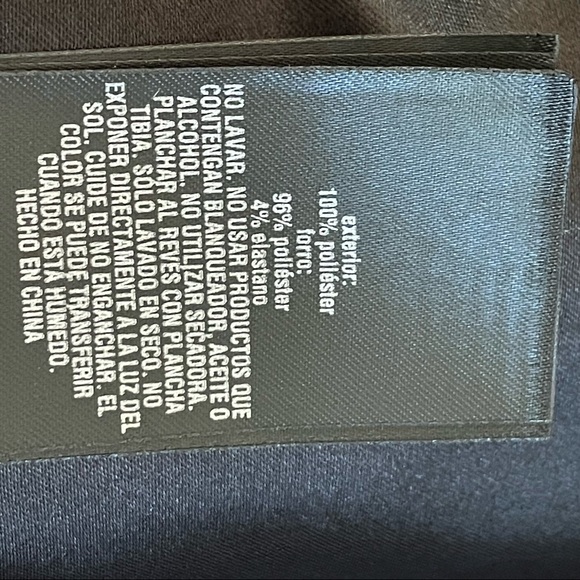 exterior:
100% poliéster
forro:
96% poliéster
4% elastano
NO LAVAR. NO USAR PRODUCTOS QUE
CONTENGAN BLANQUEADOR, ACEITE O
ALCOHOL. NO UTILIZAR SECADORA.
PLANCHAR AL REVÉS CON PLANCHA
TIBIA. SÓLO LAVADO EN SECO. NO
EXPONER DIRECTAMENTE A LA LUZ DEL
SOL. CUIDE DE NO ENGANCHAR. EL
COLOR SE PUEDE TRANSFERIR
CUANDO ESTÁ HÚMEDO.
HECHO EN CHINA